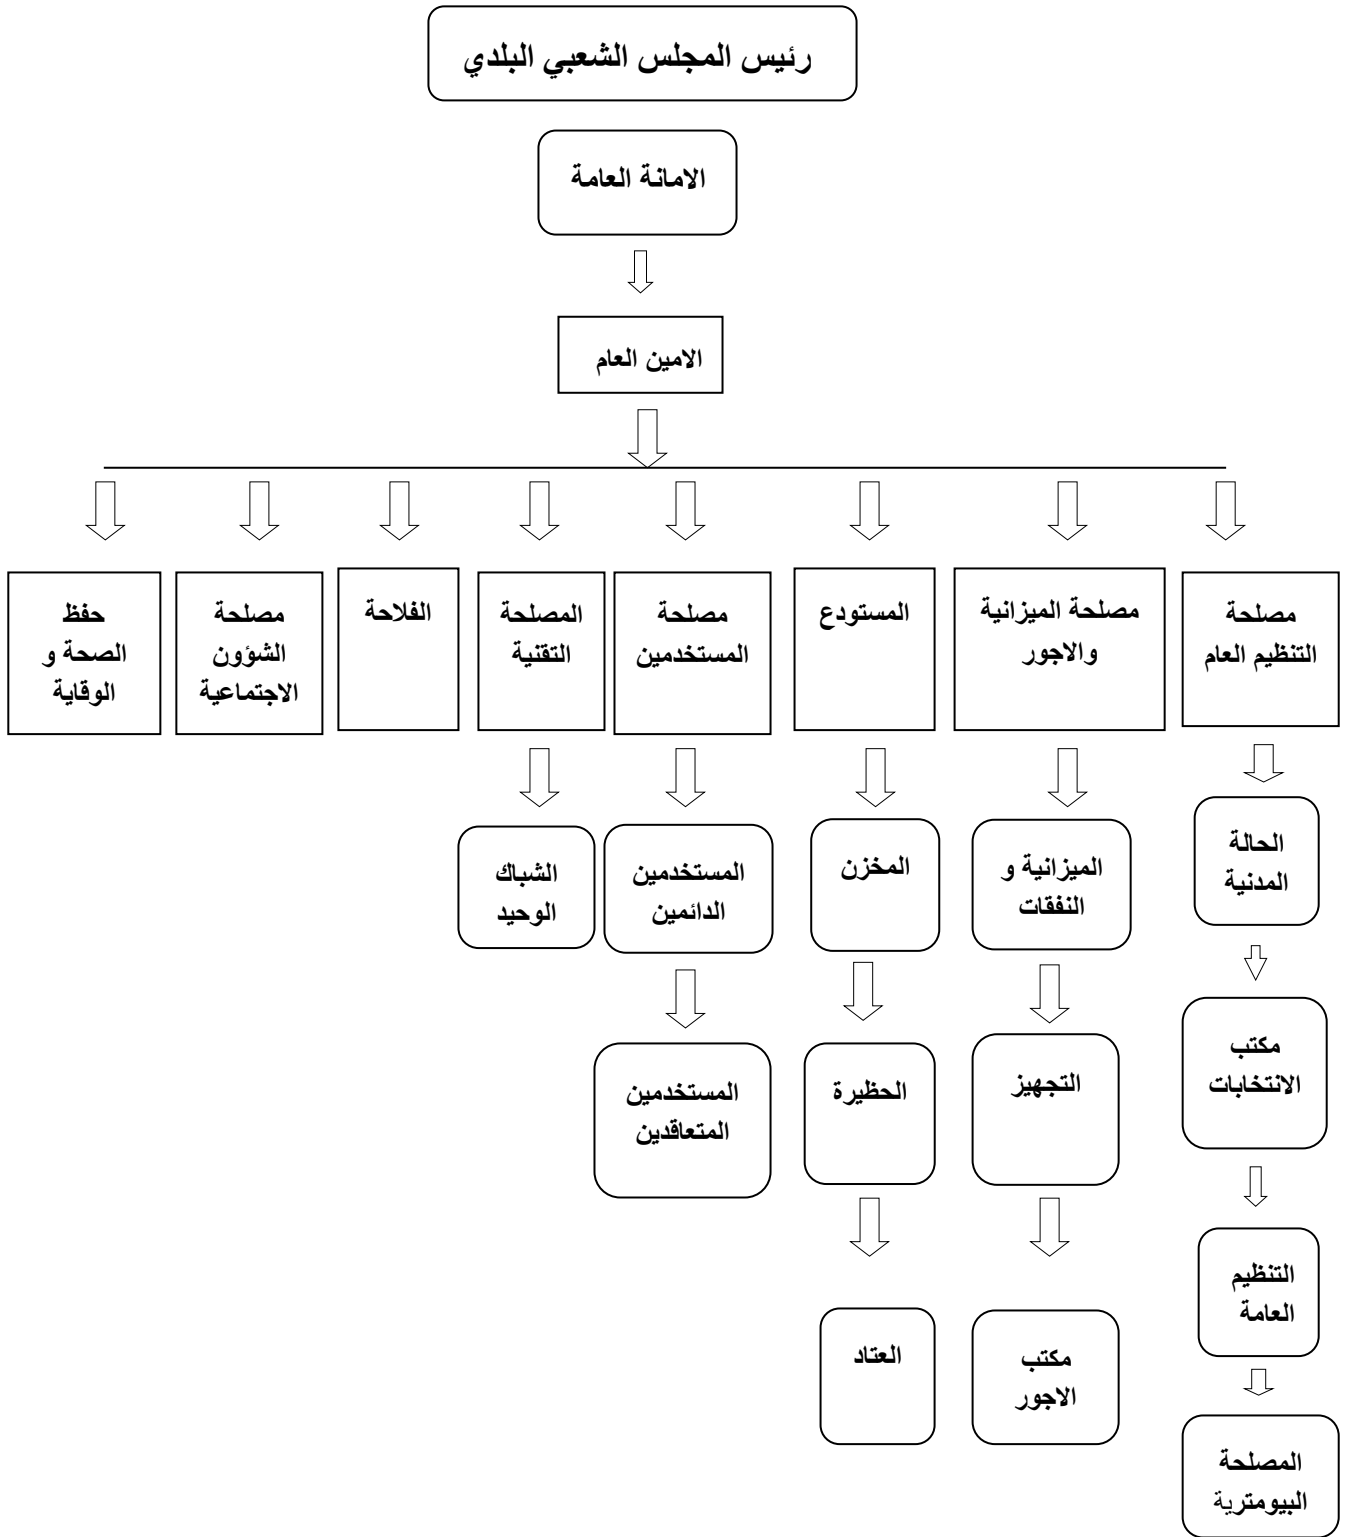 رئيس المجلس الشعبي البلدي
الامانة العامة
الامين العام
مصلحة
التنظيم العام
مصلحة الميزانية
والاجور
المستودع
مصلحة
المستخدمين
المصلحة
التقنية
الفلاحة
مصلحة
الشؤون
الاجتماعية
حفظ
الصحة و
الوقاية
الحالة
المدنية
الميزانية و
النفقات
المخزن
المستخدمين
الدائمين
الشباك
الوحيد
مكتب
الانتخابات
التجهيز
الحظيرة
المستخدمين
المتعاقدين
التنظيم
العامة
مكتب
الاجور
العتاد
المصلحة
البيومترية